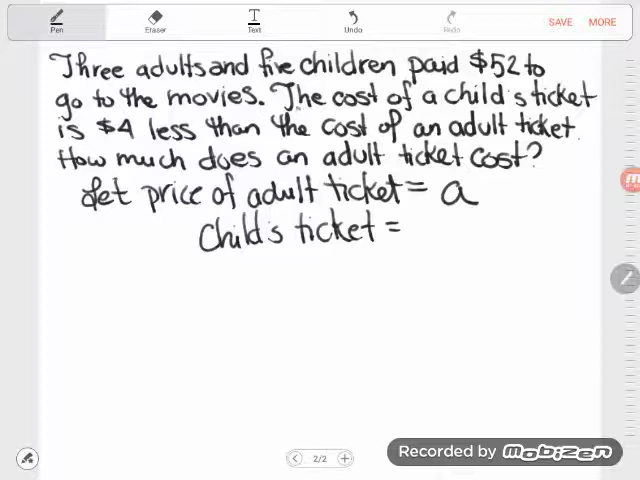 Pen
Eraser
Text
Undo
Redo
SAVE
MORE
Three adults and five children paid $52 to
go to the movies. The cost of a child's ticket
is $4 less than the cost of an adult ticket.
How much does an adult ticket cost?
Let price of adult ticket = a
Child's ticket =
2/2
Recorded by mobizen